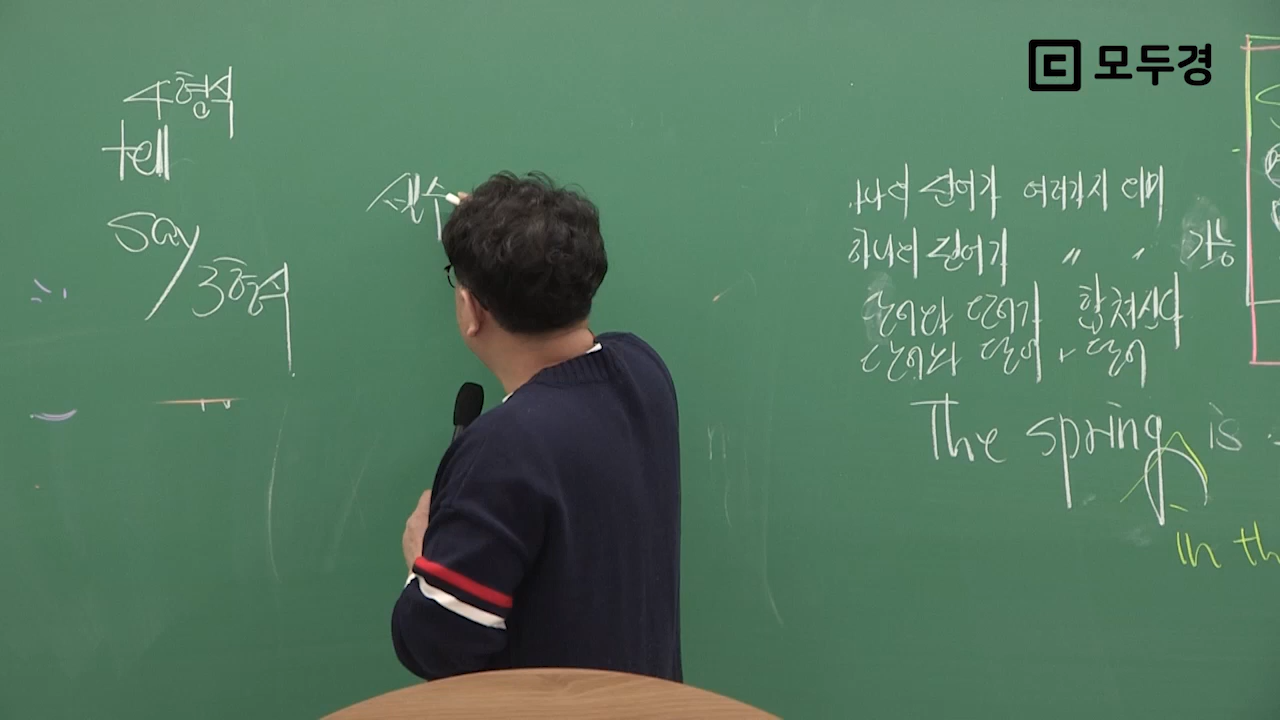 4형식
tell
say
3형식
하나의 단어가 여러가지 의미
하나의 단어가 〃 〃 가능
단어와 단어가 합쳐진다
단어와 단어 + 단어
The spring is
in th
모두경